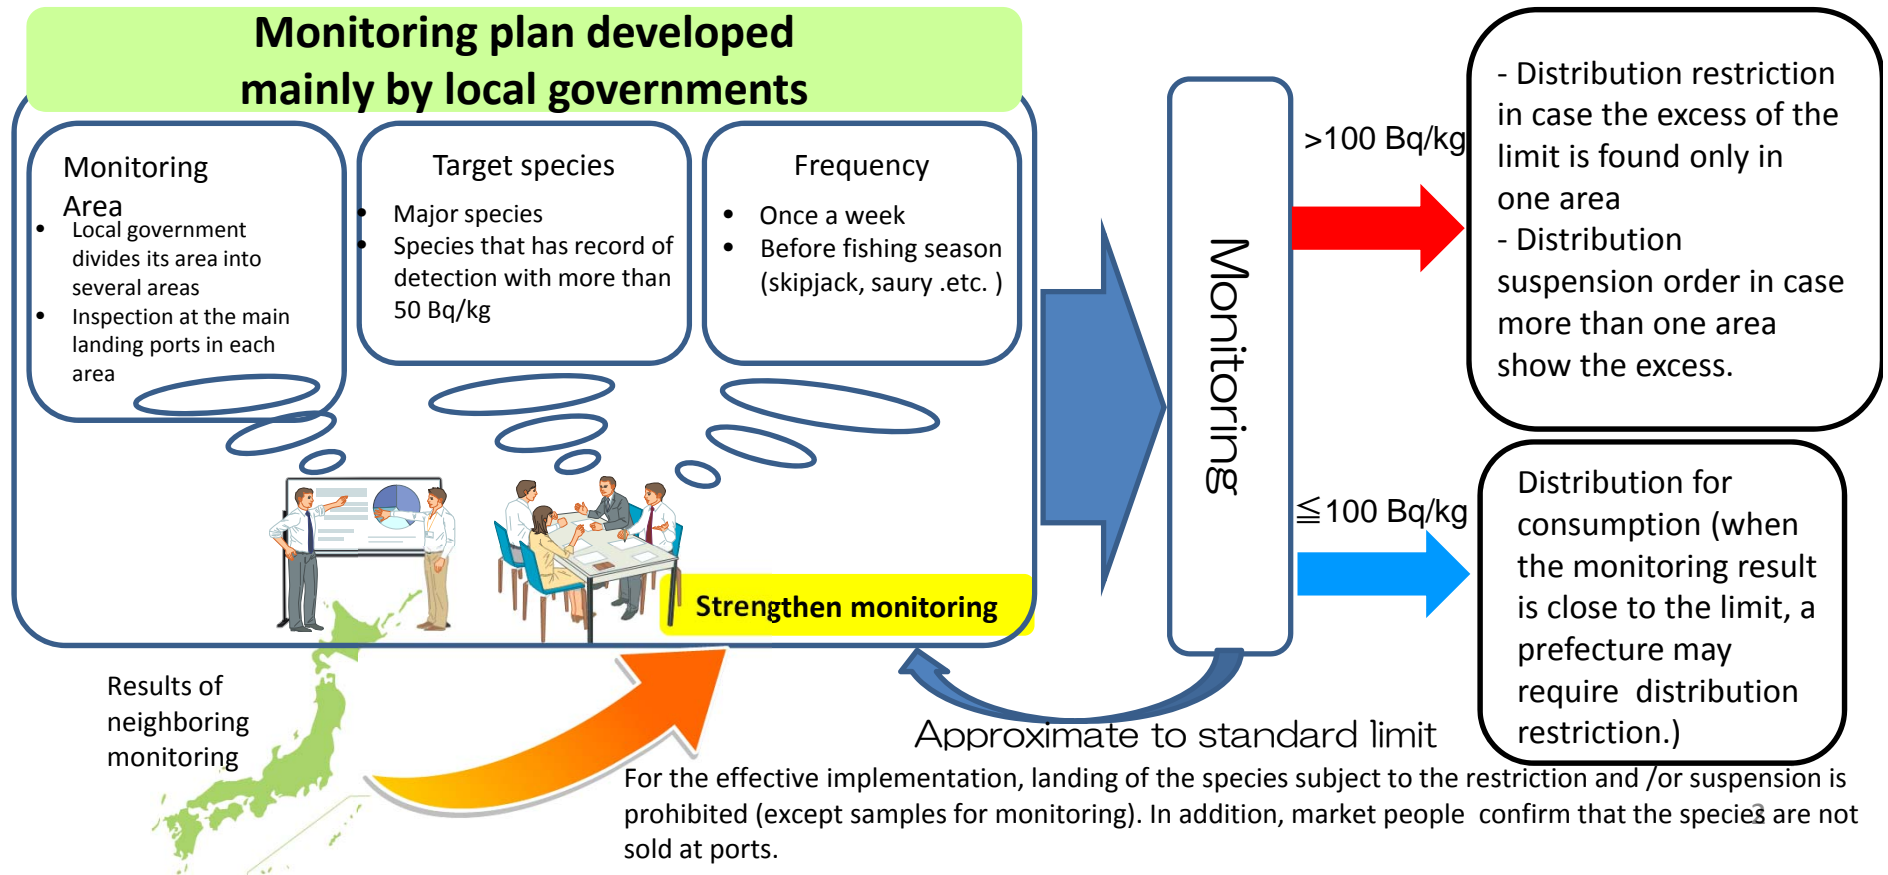 Monitoring plan developed
mainly by local governments
Monitoring
Area
• Local government
divides its area into
several areas
• Inspection at the main
landing ports in each
area
Target species
• Major species
• Species that has record of
detection with more than
50 Bq/kg
Frequency
• Once a week
• Before fishing season
(skipjack, saury .etc. )
Strengthen monitoring
Results of
neighboring
monitoring
Monitoring
>100 Bq/kg
≦100 Bq/kg
- Distribution restriction
in case the excess of the
limit is found only in
one area
- Distribution
suspension order in case
more than one area
show the excess.
Distribution for
consumption (when
the monitoring result
is close to the limit, a
prefecture may
require distribution
restriction.)
Approximate to standard limit
For the effective implementation, landing of the species subject to the restriction and /or suspension is
prohibited (except samples for monitoring). In addition, market people confirm that the species are not
sold at ports.
2